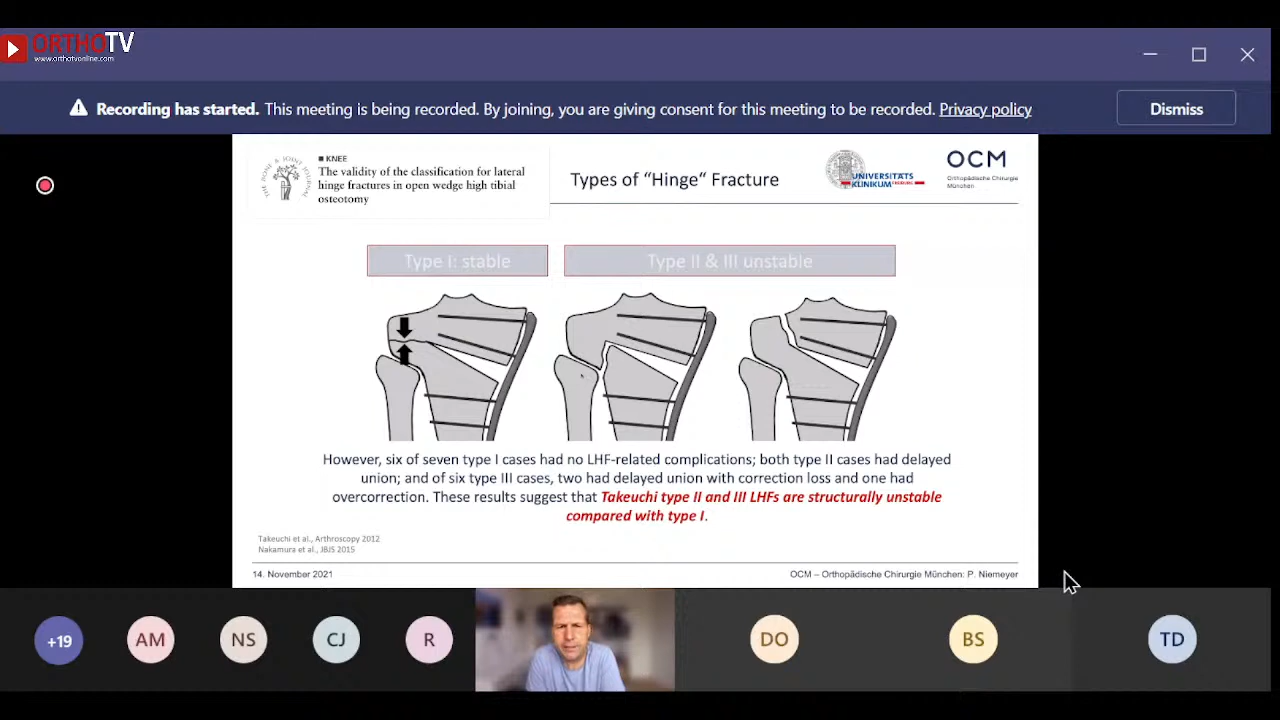 ORTHOTV
www.orthotvonline.com
Recording has started. This meeting is being recorded. By joining, you are giving consent for this meeting to be recorded. Privacy policy
Dismiss
KNEE
The validity of the classification for lateral
hinge fractures in open wedge high tibial
osteotomy
Types of "Hinge“ Fracture
UNIVERSITÄTS
KLINIKUM FREIBURG
OCM
Orthopädische Chirurgie
München
Type I: stable
Type II & III unstable
However, six of seven type I cases had no LHF-related complications; both type II cases had delayed
union; and of six type III cases, two had delayed union with correction loss and one had
overcorrection. These results suggest that Takeuchi type II and III LHFs are structurally unstable
compared with type I.
Takeuchi et al., Arthroscopy 2012
Nakamura et al., JBJS 2015
14. November 2021
OCM – Orthopädische Chirurgie München: P. Niemeyer
+19
AM
NS
CJ
R
DO
BS
TD